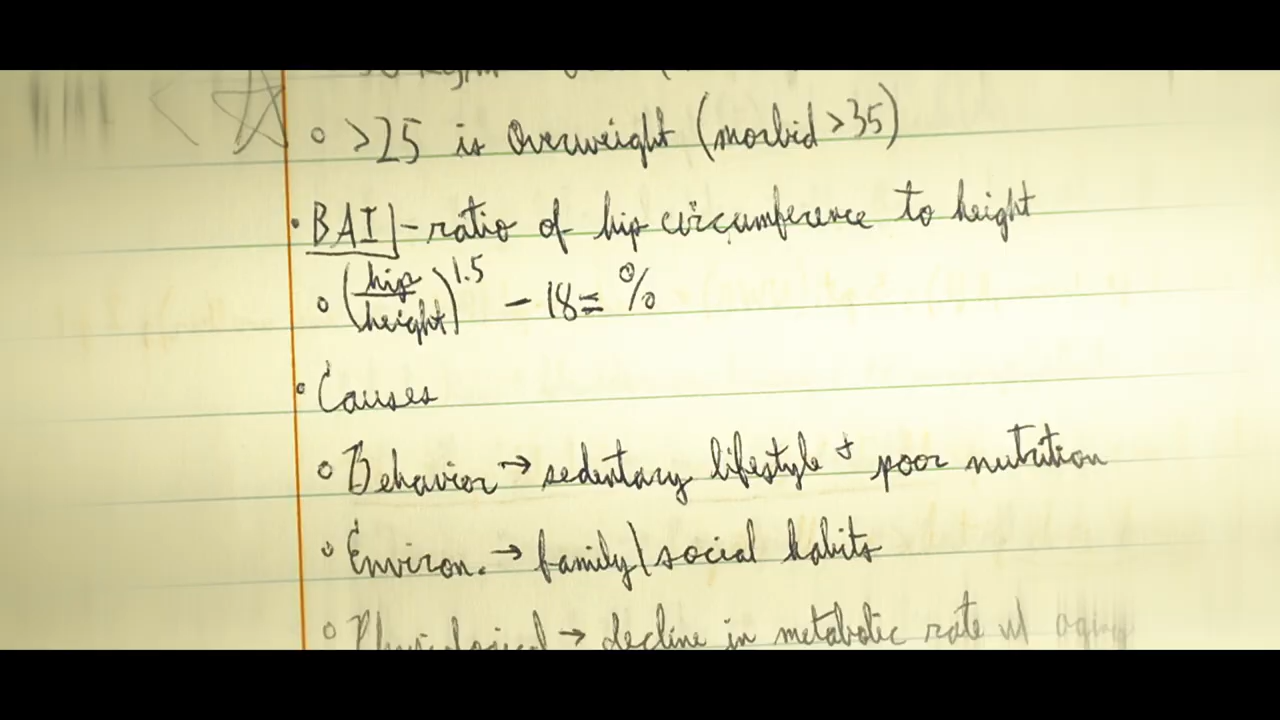 ○ >25 is Overweight (morbid >35)
• BAI - ratio of hip circumference to height
○ (hip/height)^1.5 - 18 = %
• Causes
○ Behavior → sedentary lifestyle + poor nutrition
○ Environ. → family/social habits
○ Physiological → decline in metabolic rate w/ aging